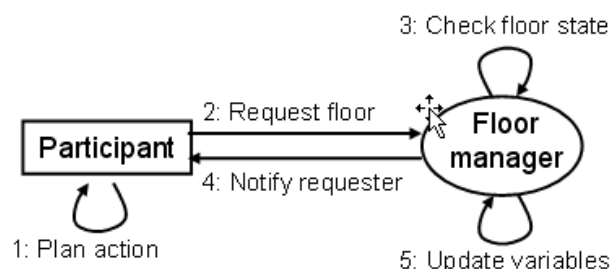 3: Check floor state
2: Request floor
Participant
Floor
manager
4: Notify requester
1: Plan action
5: Update variables